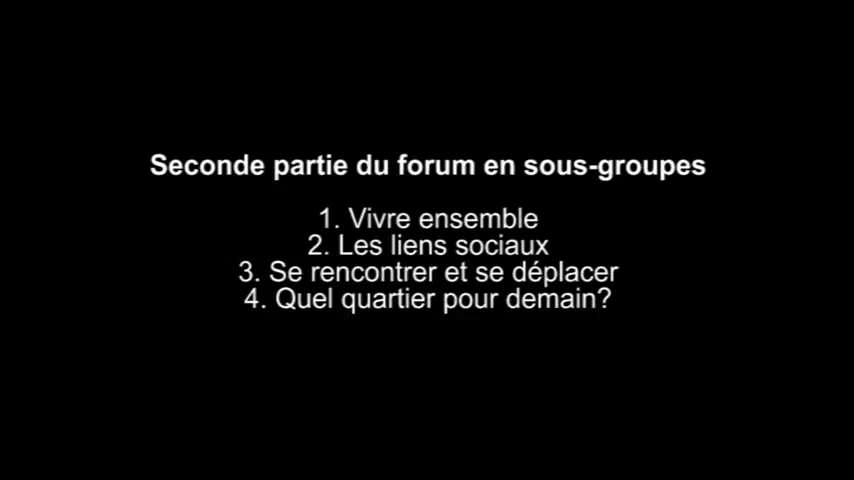 Seconde partie du forum en sous-groupes
1. Vivre ensemble
2. Les liens sociaux
3. Se rencontrer et se déplacer
4. Quel quartier pour demain?